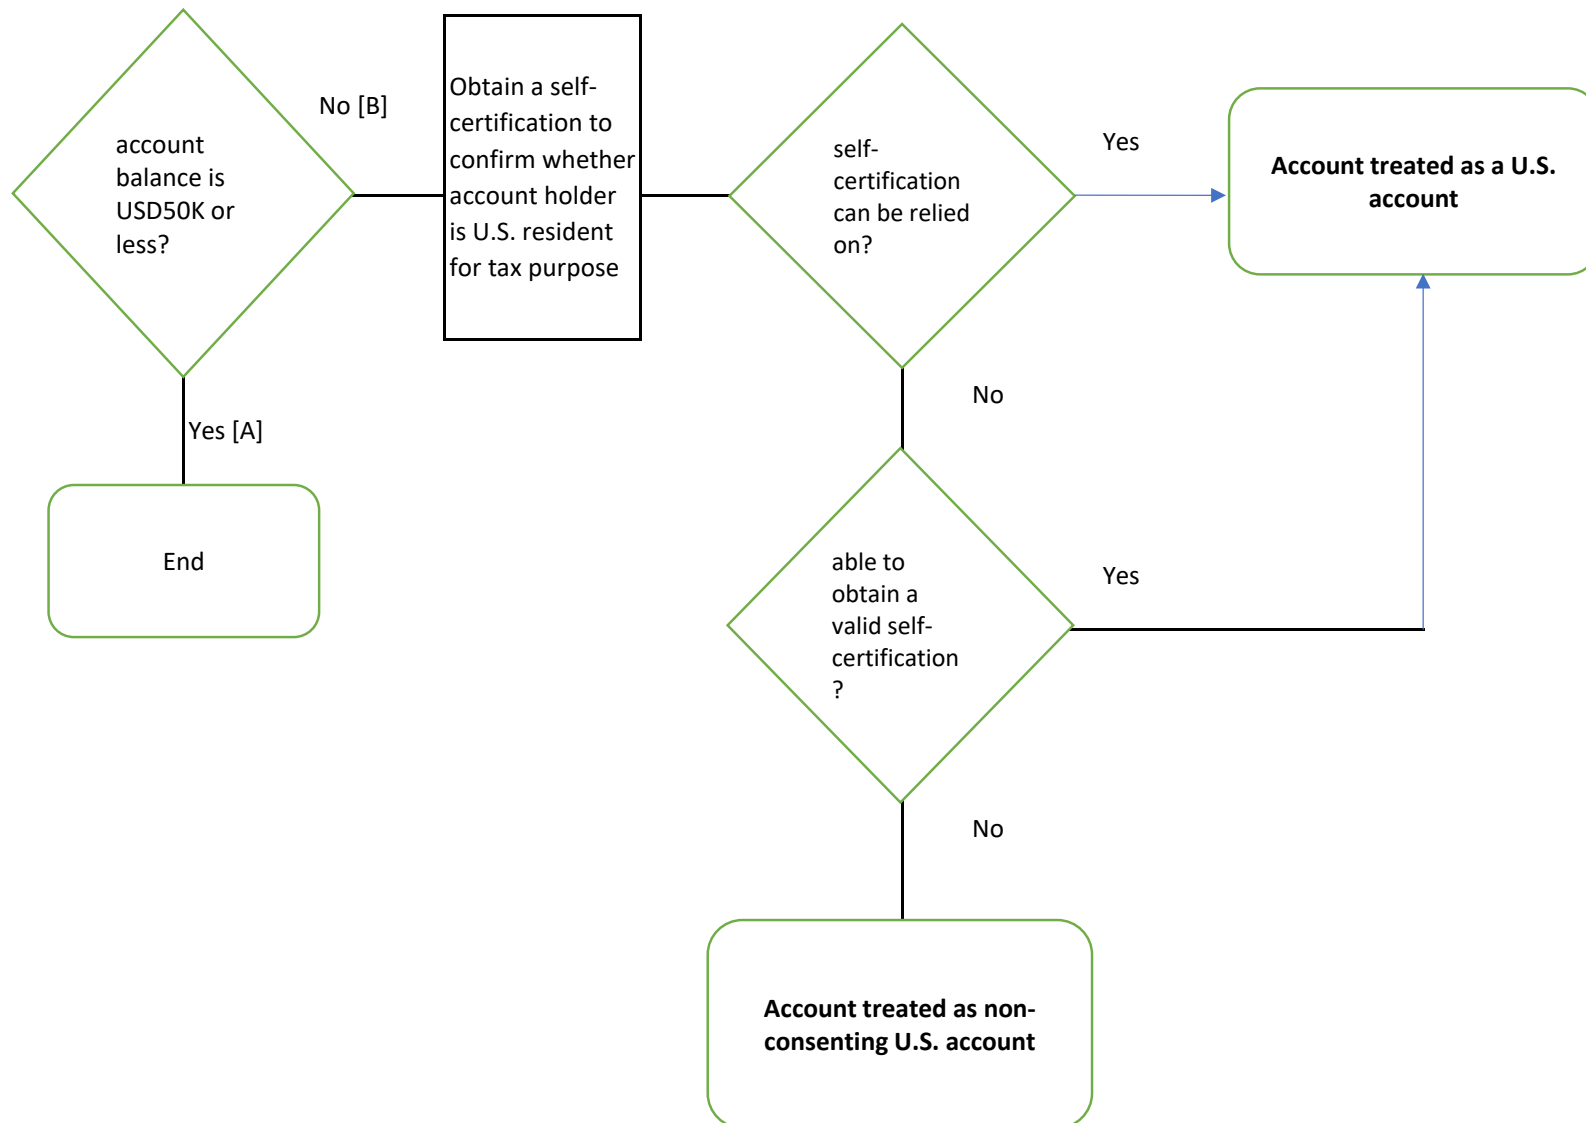 account
balance is
USD50K or
less?
No [B]
Obtain a self-
certification to
confirm whether
account holder
is U.S. resident
for tax purpose
self-
certification
can be relied
on?
Yes
Account treated as a U.S.
account
Yes [A]
End
No
able to
obtain a
valid self-
certification
?
Yes
No
Account treated as non-
consenting U.S. account